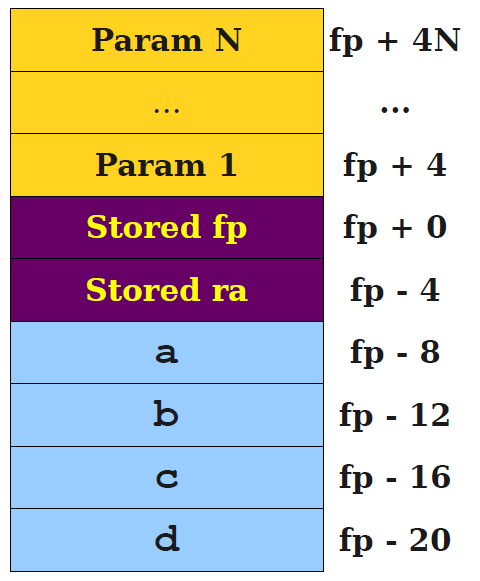 Param N fp + 4N
... ...
Param 1 fp + 4
Stored fp fp + 0
Stored ra fp - 4
a fp - 8
b fp - 12
c fp - 16
d fp - 20